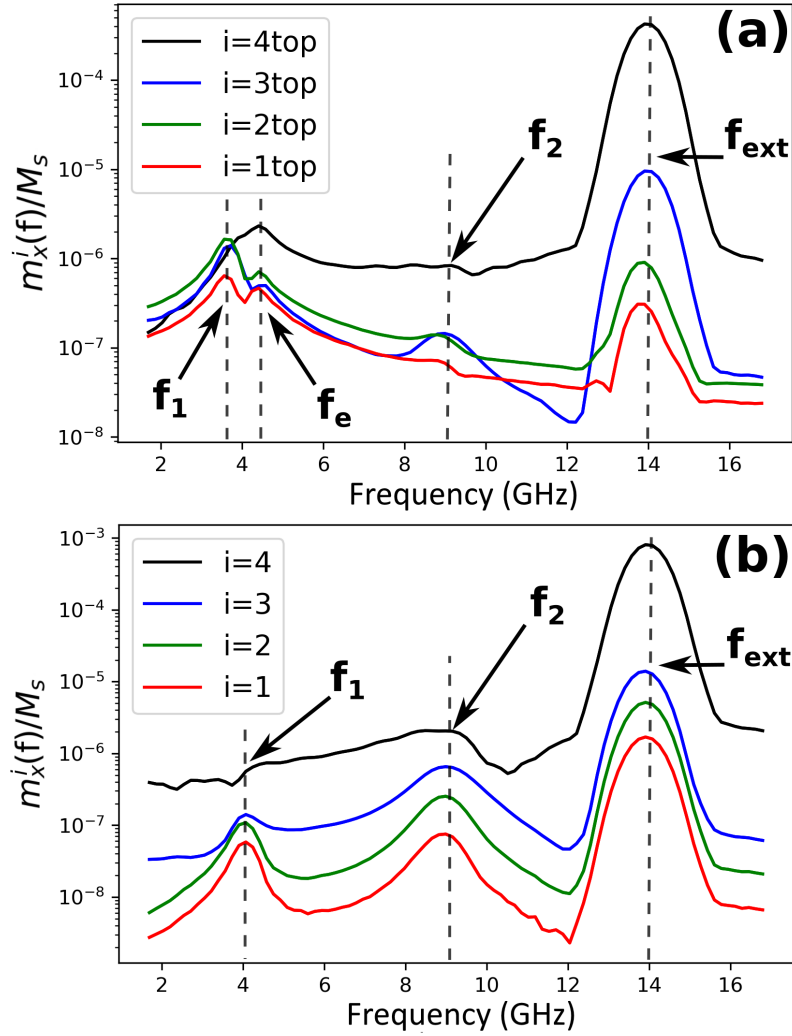 (a)
i=4top
i=3top
i=2top
i=1top
f₂
f_ext
f₁
f_e
10⁻⁴
10⁻⁵
10⁻⁶
10⁻⁷
10⁻⁸
mₓⁱ(f)/Mₛ
2 4 6 8 10 12 14 16
Frequency (GHz)
(b)
i=4
i=3
i=2
i=1
f₂
f_ext
f₁
10⁻³
10⁻⁴
10⁻⁵
10⁻⁶
10⁻⁷
10⁻⁸
mₓⁱ(f)/Mₛ
2 4 6 8 10 12 14 16
Frequency (GHz)